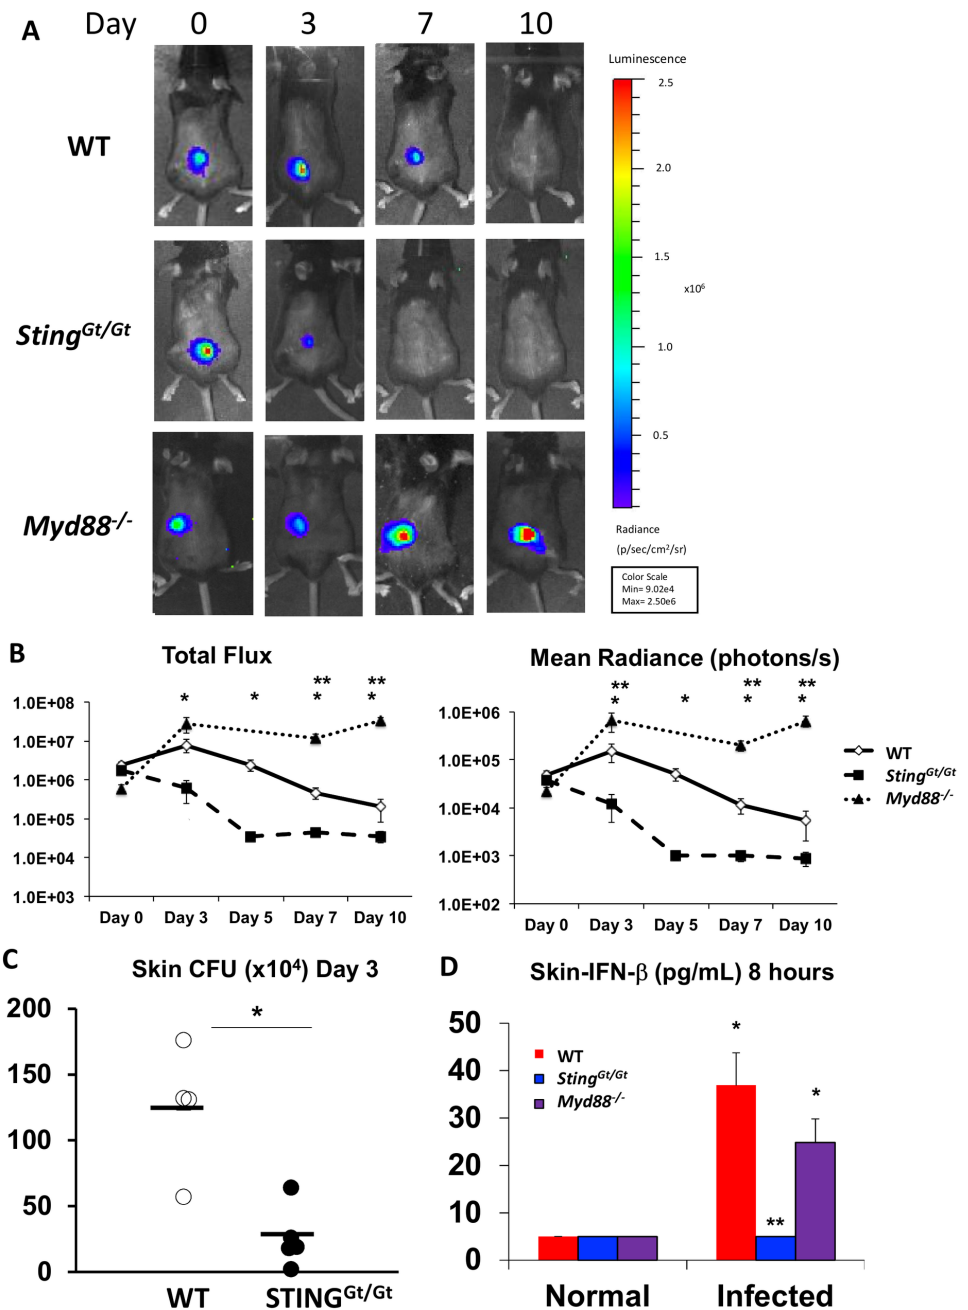 A
Day 0 3 7 10
Luminescence
2.5
WT
2.0
1.5
x10⁶
Sting^Gt/Gt
1.0
0.5
Myd88^-/-
Radiance
(p/sec/cm²/sr)
Color Scale
Min= 9.02e4
Max= 2.50e6
B
Total Flux
1.0E+08
1.0E+07
1.0E+06
1.0E+05
1.0E+04
1.0E+03
* * ** * ** *
Day 0 Day 3 Day 5 Day 7 Day 10
Mean Radiance (photons/s)
1.0E+06
1.0E+05
1.0E+04
1.0E+03
1.0E+02
** * * ** * ** *
Day 0 Day 3 Day 5 Day 7 Day 10
WT
Sting^Gt/Gt
Myd88^-/-
C
Skin CFU (x10⁴) Day 3
200
150
100
50
0
*
WT STING^Gt/Gt
D
Skin-IFN-β (pg/mL) 8 hours
50
40
30
20
10
0
WT
Sting^Gt/Gt
Myd88^-/-
* ** *
Normal Infected